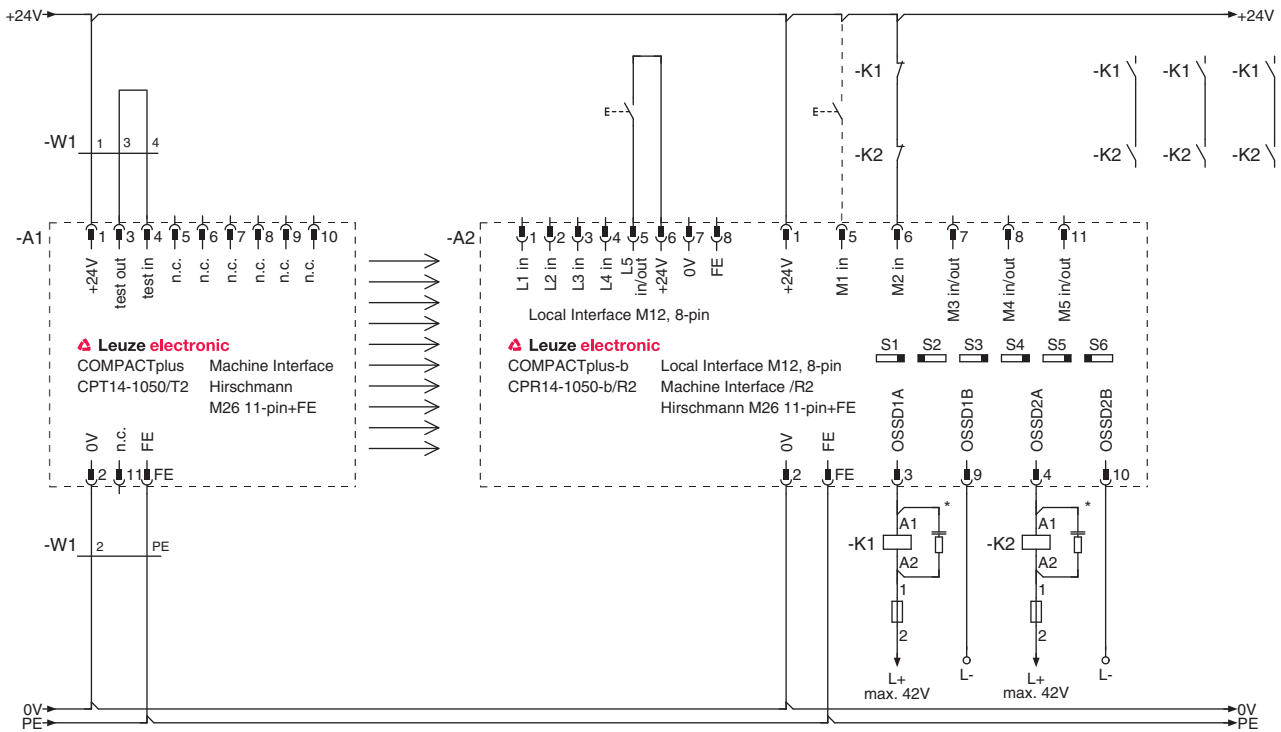 +24V +24V
-K1 -K1 -K1 -K1
E E
-W1 1 3 4
-K2 -K2 -K2 -K2
-A1 1 3 4 5 6 7 8 9 10
-A2 1 2 3 4 5 6 7 8 1 5 6 7 8 11
+24V
test out
test in
n.c.
n.c.
n.c.
n.c.
n.c.
n.c.
L1 in
L2 in
L3 in
L4 in
L5
in/out
+24V
0V
FE
+24V
M1 in
M2 in
M3 in/out
M4 in/out
M5 in/out
Local Interface M12, 8-pin
Leuze electronic
COMPACTplus Machine Interface
CPT14-1050/T2 Hirschmann
M26 11-pin+FE
Leuze electronic
COMPACTplus-b Local Interface M12, 8-pin
CPR14-1050-b/R2 Machine Interface /R2
Hirschmann M26 11-pin+FE
S1 S2 S3 S4 S5 S6
0V
n.c.
FE
0V
FE
OSSD1A
OSSD1B
OSSD2A
OSSD2B
2 11 FE
2 FE 3 9 4 10
* *
A1 A1
-K1 -K2
A2 A2
-W1 2 PE
1 1
2 2
L+ L- L+ L-
max. 42V max. 42V
0V 0V
PE PE